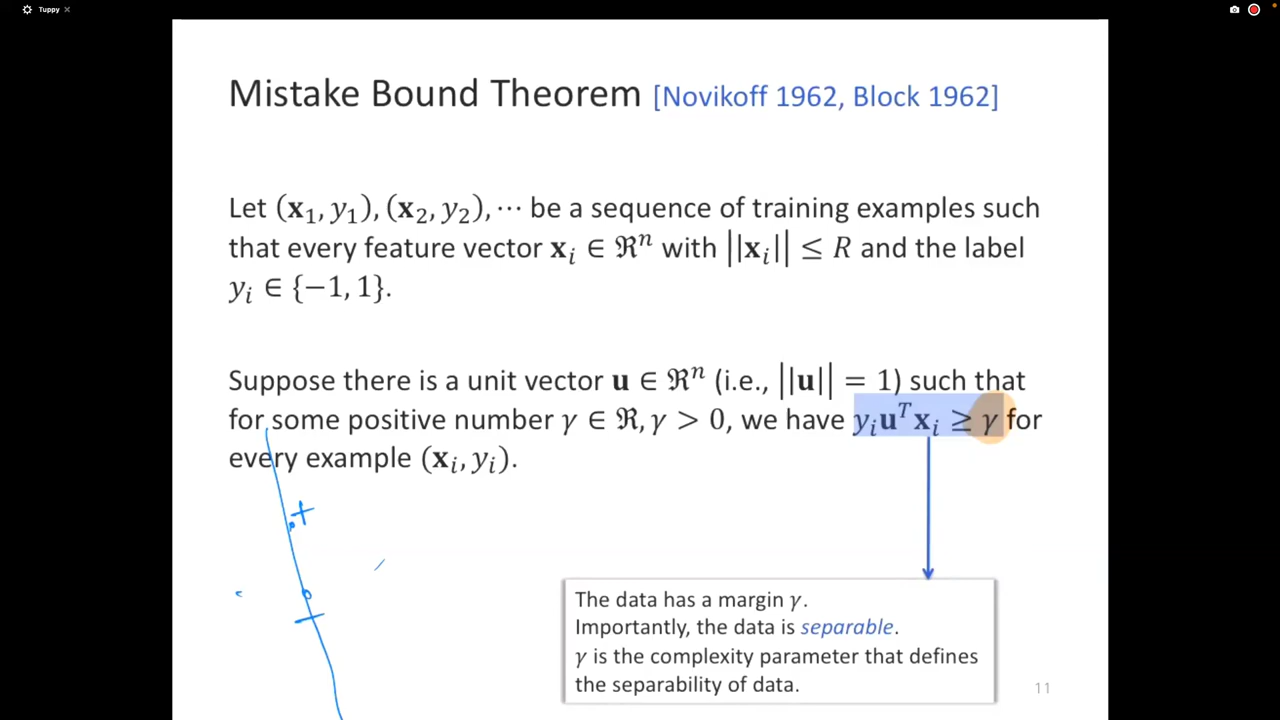 Tuppy
Mistake Bound Theorem [Novikoff 1962, Block 1962]
Let (𝐱₁, y₁), (𝐱₂, y₂), ⋯ be a sequence of training examples such
that every feature vector 𝐱ᵢ ∈ ℜⁿ with ||𝐱ᵢ|| ≤ R and the label
yᵢ ∈ {−1, 1}.
Suppose there is a unit vector 𝐮 ∈ ℜⁿ (i.e., ||𝐮|| = 1) such that
for some positive number γ ∈ ℜ, γ > 0, we have yᵢ𝐮ᵀ𝐱ᵢ ≥ γ for
every example (𝐱ᵢ, yᵢ).
The data has a margin γ.
Importantly, the data is separable.
γ is the complexity parameter that defines
the separability of data.
11